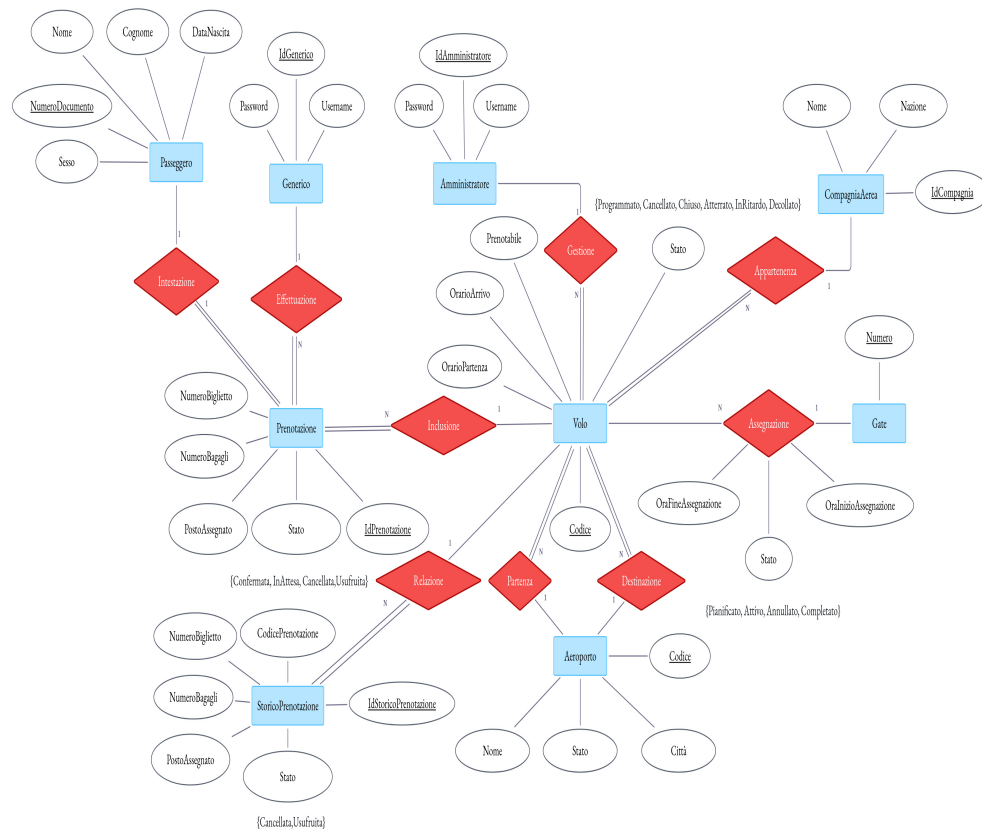 Nome
Cognome
DataNascita
IdGenerico
IdAmministratore
NumeroDocumento
Password
Username
Password
Username
Nome
Nazione
Sesso
Passeggero
Generico
Amministratore
CompagniaAerea
IdCompagnia
{Programmato, Cancellato, Chiuso, Atterrato, InRitardo, Decollato}
1
1
Prenotabile
Gestione
Stato
1
1
Intestazione
Effettuazione
Appartenenza
1
OrarioArrivo
N
N
1
N
Numero
OrarioPartenza
NumeroBiglietto
N
1
N
1
Prenotazione
Inclusione
Volo
Assegnazione
Gate
NumeroBagagli
OraFineAssegnazione
OraInizioAssegnazione
PostoAssegnato
Stato
IdPrenotazione
Codice
1
N
N
Stato
{Confermata, InAttesa, Cancellata,Usufruita}
Relazione
Partenza
Destinazione
N
1
1
{Pianificato, Attivo, Annullato, Completato}
NumeroBiglietto
CodicePrenotazione
Aeroporto
Codice
NumeroBagagli
StoricoPrenotazione
IdStoricoPrenotazione
PostoAssegnato
Stato
Nome
Stato
Città
{Cancellata,Usufruita}